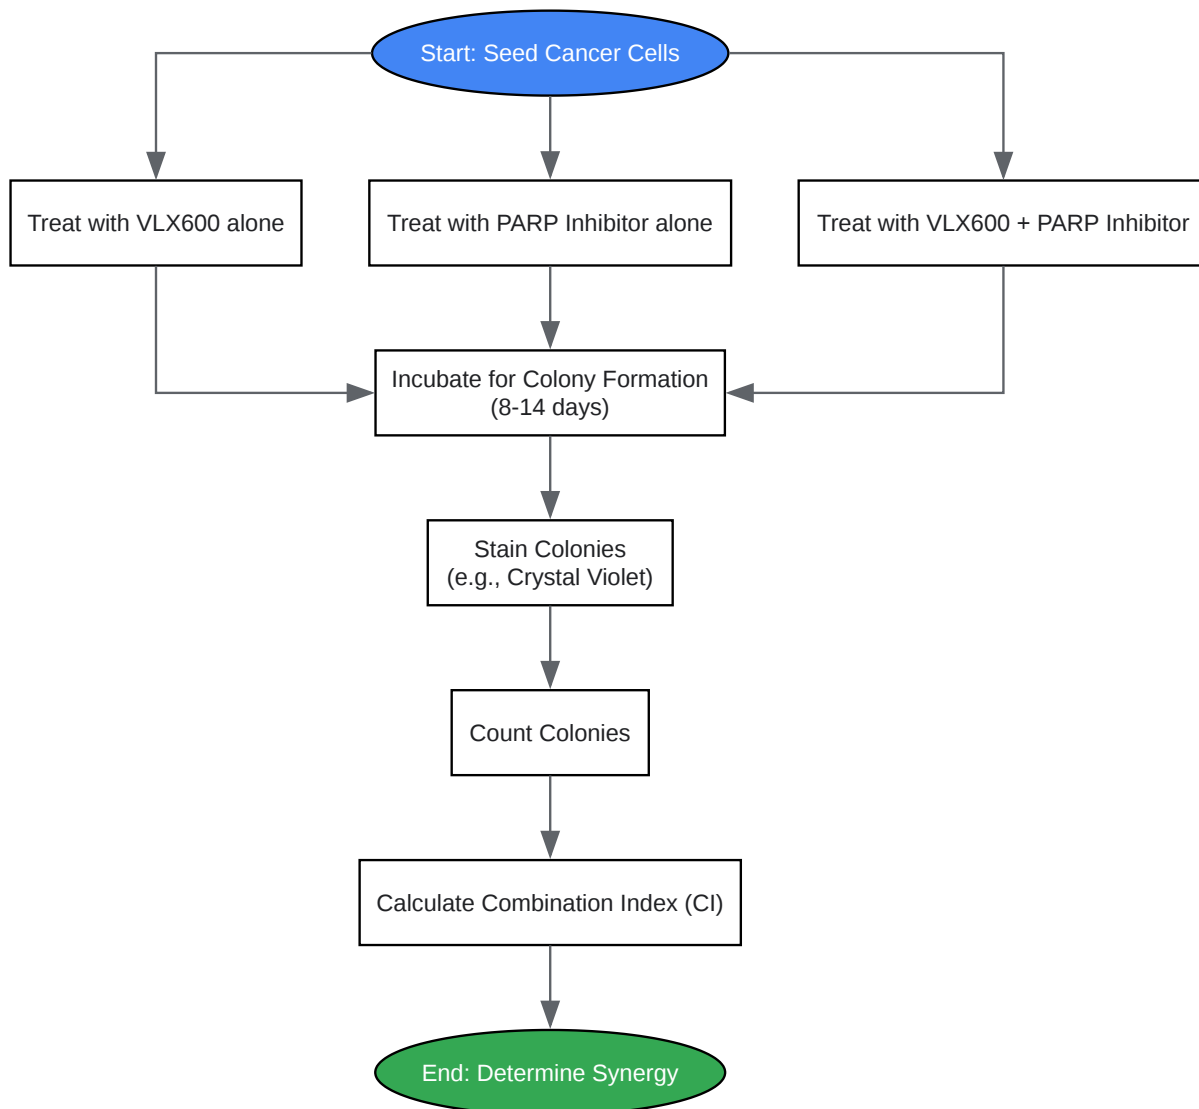 Start: Seed Cancer Cells
Treat with VLX600 alone
Treat with PARP Inhibitor alone
Treat with VLX600 + PARP Inhibitor
Incubate for Colony Formation
(8-14 days)
Stain Colonies
(e.g., Crystal Violet)
Count Colonies
Calculate Combination Index (CI)
End: Determine Synergy